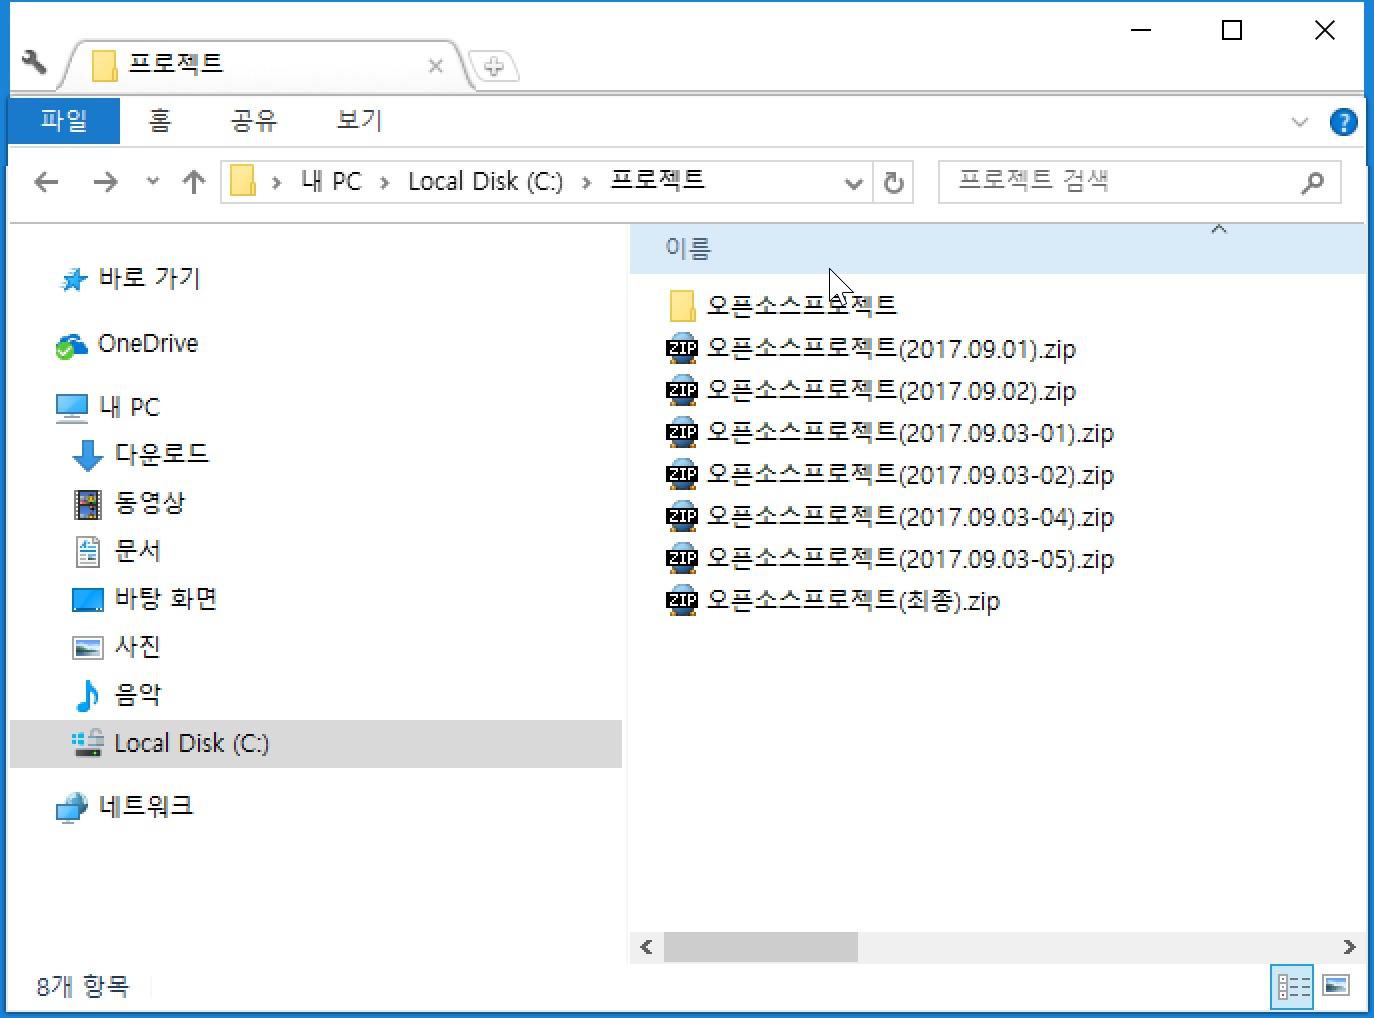 프로젝트
파일 홈 공유 보기
내 PC Local Disk (C:) 프로젝트
프로젝트 검색
바로 가기
OneDrive
내 PC
다운로드
동영상
문서
바탕 화면
사진
음악
Local Disk (C:)
네트워크
이름
오픈소스프로젝트
ZIP 오픈소스프로젝트(2017.09.01).zip
ZIP 오픈소스프로젝트(2017.09.02).zip
ZIP 오픈소스프로젝트(2017.09.03-01).zip
ZIP 오픈소스프로젝트(2017.09.03-02).zip
ZIP 오픈소스프로젝트(2017.09.03-04).zip
ZIP 오픈소스프로젝트(2017.09.03-05).zip
ZIP 오픈소스프로젝트(최종).zip
8개 항목